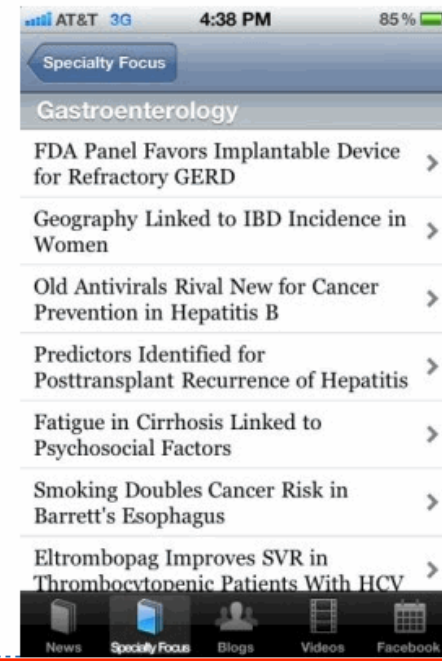 AT&T 3G 4:38 PM 85%
Specialty Focus
Gastroenterology
FDA Panel Favors Implantable Device
for Refractory GERD
Geography Linked to IBD Incidence in
Women
Old Antivirals Rival New for Cancer
Prevention in Hepatitis B
Predictors Identified for
Posttransplant Recurrence of Hepatitis
Fatigue in Cirrhosis Linked to
Psychosocial Factors
Smoking Doubles Cancer Risk in
Barrett's Esophagus
Eltrombopag Improves SVR in
Thrombocytopenic Patients With HCV
News Specialty Focus Blogs Videos Facebook